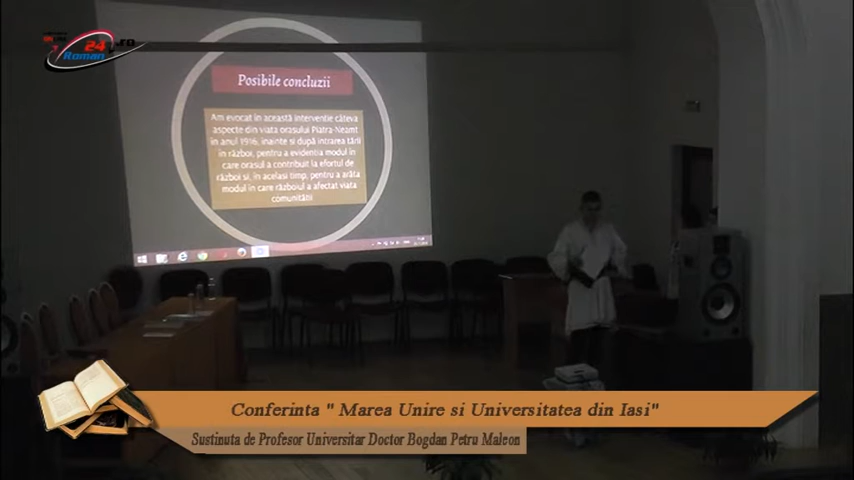 24.ro
Roman
Posibile concluzii
Am evocat în această intervenție câteva
aspecte din viața orașului Piatra-Neamț
în anul 1916, înainte și după intrarea țării
în război, pentru a evidenția modul în
care orașul a contribuit la efortul de
război și, în același timp, pentru a arăta
modul în care războiul a afectat viața
comunității
Conferinta " Marea Unire si Universitatea din Iasi"
Sustinuta de Profesor Universitar Doctor Bogdan Petru Maleon